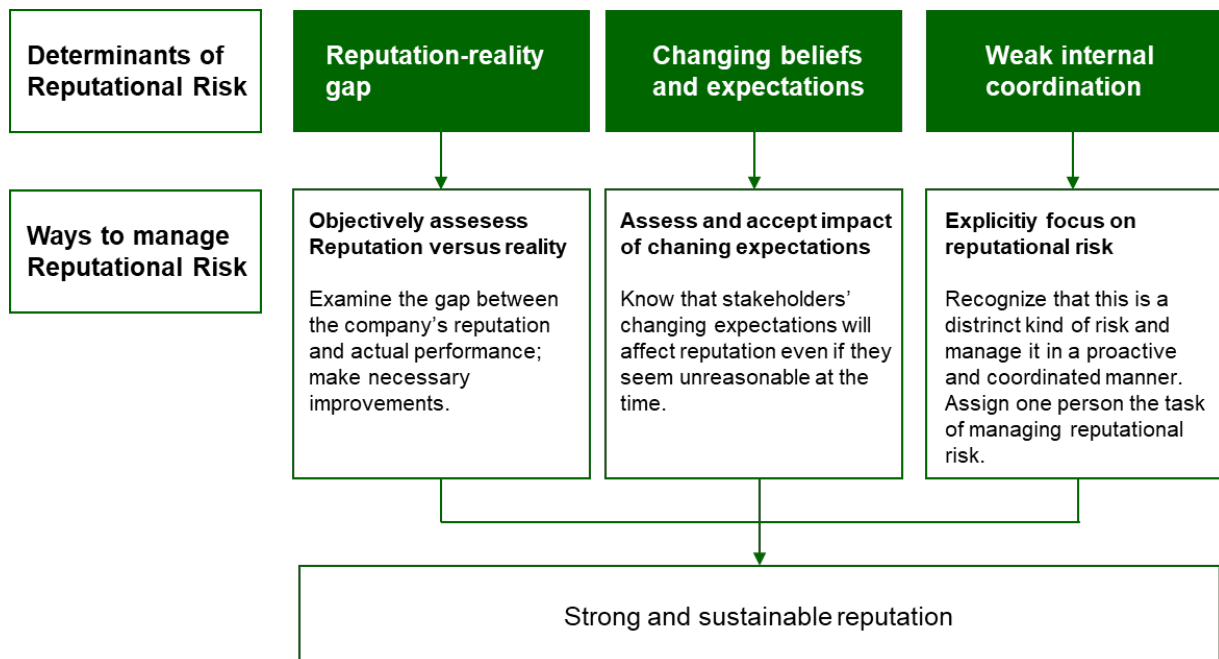 Determinants of
Reputational Risk
Reputation-reality
gap
Changing beliefs
and expectations
Weak internal
coordination
Ways to manage
Reputational Risk
Objectively assesess
Reputation versus reality
Examine the gap between
the company’s reputation
and actual performance;
make necessary
improvements.
Assess and accept impact
of chaning expectations
Know that stakeholders’
changing expectations will
affect reputation even if they
seem unreasonable at the
time.
Explicitiy focus on
reputational risk
Recognize that this is a
distrinct kind of risk and
manage it in a proactive
and coordinated manner.
Assign one person the task
of managing reputational
risk.
Strong and sustainable reputation